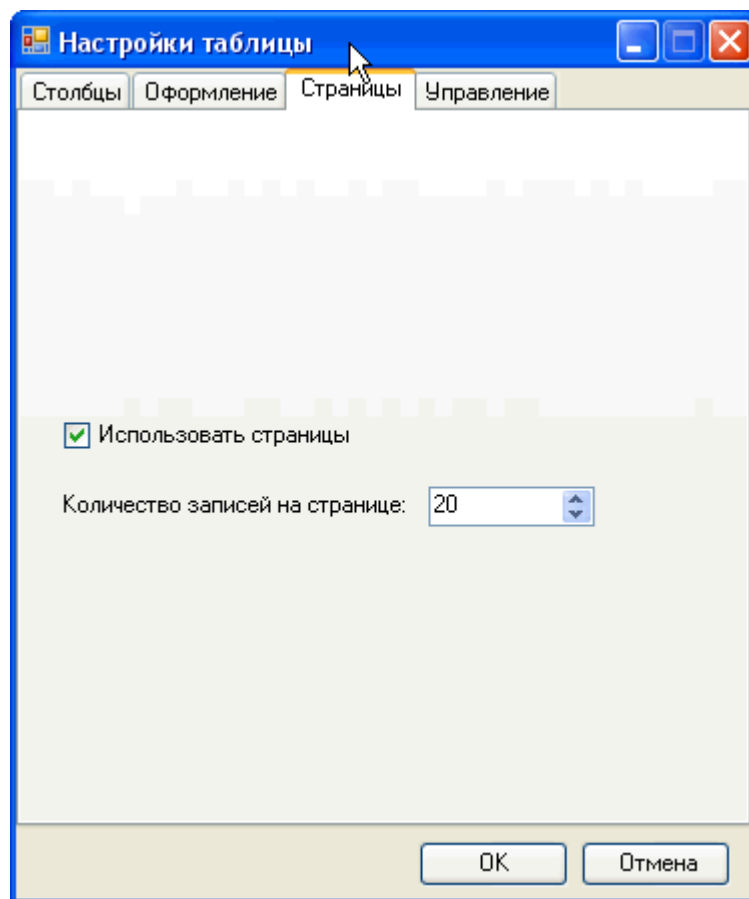 Настройки таблицы
Столбцы Оформление Страницы Управление
Использовать страницы
Количество записей на странице: 20
OK Отмена